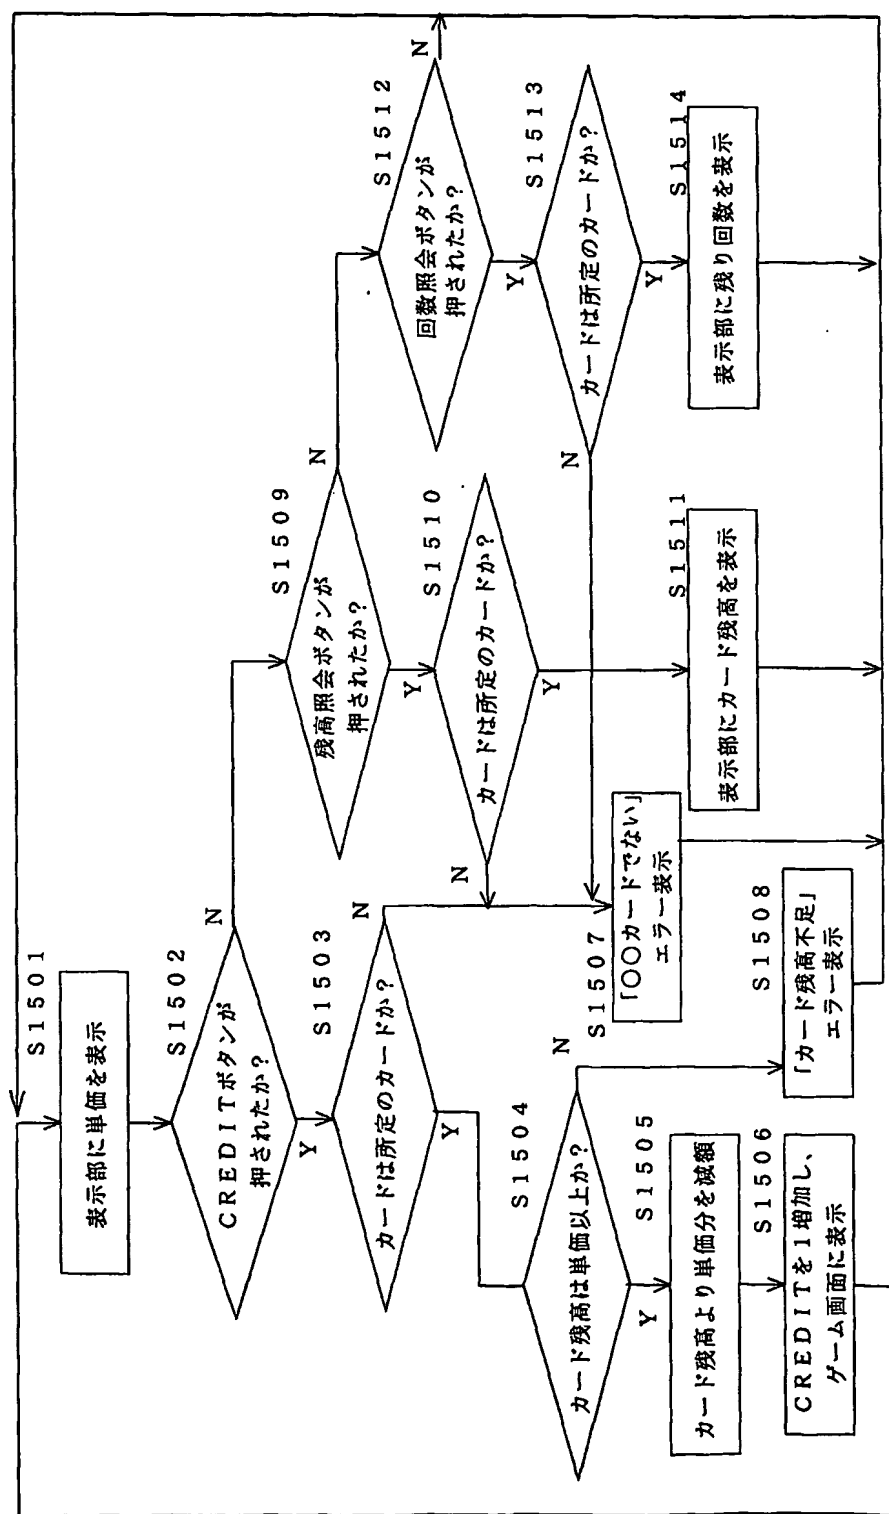 S1501
表示部に単価を表示
S1502
CREDITボタンが
押されたか?
N
Y
S1503
カードは所定のカードか?
N
Y
S1504
カード残高は単価以上か?
N
Y
S1505
カード残高より単価分を減額
S1506
CREDITを1増加し、
ゲーム画面に表示
S1507
「〇〇カードでない」
エラー表示
S1508
「カード残高不足」
エラー表示
S1509
残高照会ボタンが
押されたか?
N
Y
S1510
カードは所定のカードか?
N
Y
S1511
表示部にカード残高を表示
S1512
回数照会ボタンが
押されたか?
N
Y
S1513
カードは所定のカードか?
N
Y
S1514
表示部に残り回数を表示